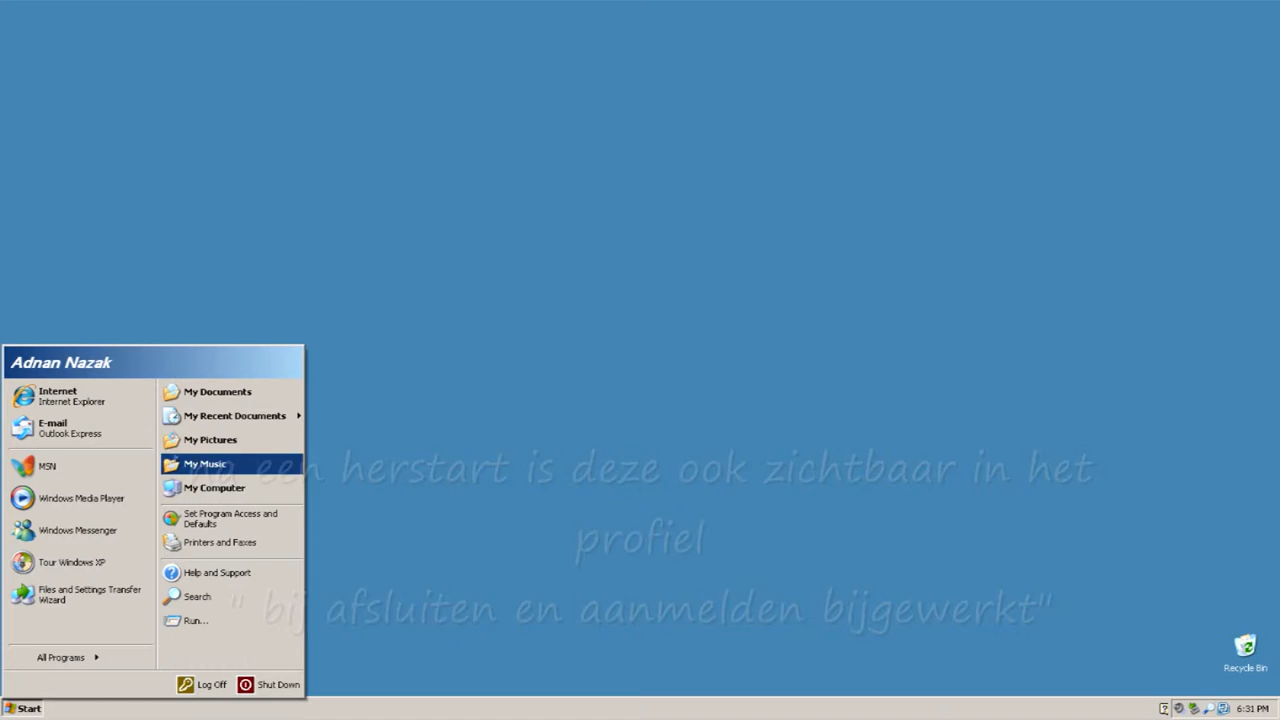 Adnan Nazak
Internet
Internet Explorer
E-mail
Outlook Express
MSN
Windows Media Player
Windows Messenger
Tour Windows XP
Files and Settings Transfer
Wizard
All Programs
My Documents
My Recent Documents
My Pictures
My Music
My Computer
Set Program Access and
Defaults
Printers and Faxes
Help and Support
Search
Run...
Log Off
Shut Down
een herstart is deze ook zichtbaar in het
profiel
" bij afsluiten en aanmelden bijgewerkt"
Recycle Bin
Start
6:31 PM